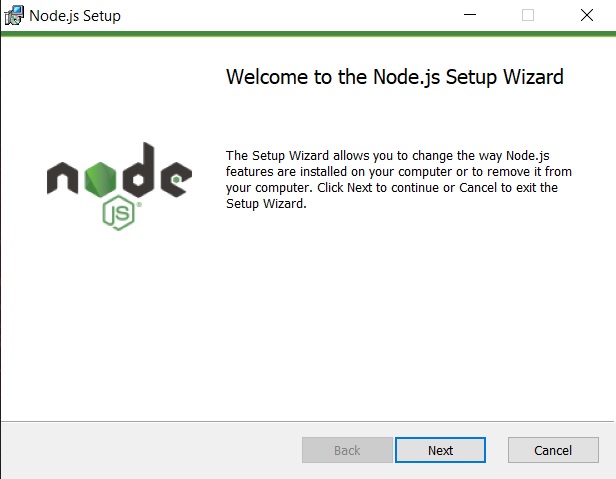 Node.js Setup
Welcome to the Node.js Setup Wizard
node
JS®
The Setup Wizard allows you to change the way Node.js
features are installed on your computer or to remove it from
your computer. Click Next to continue or Cancel to exit the
Setup Wizard.
Back
Next
Cancel